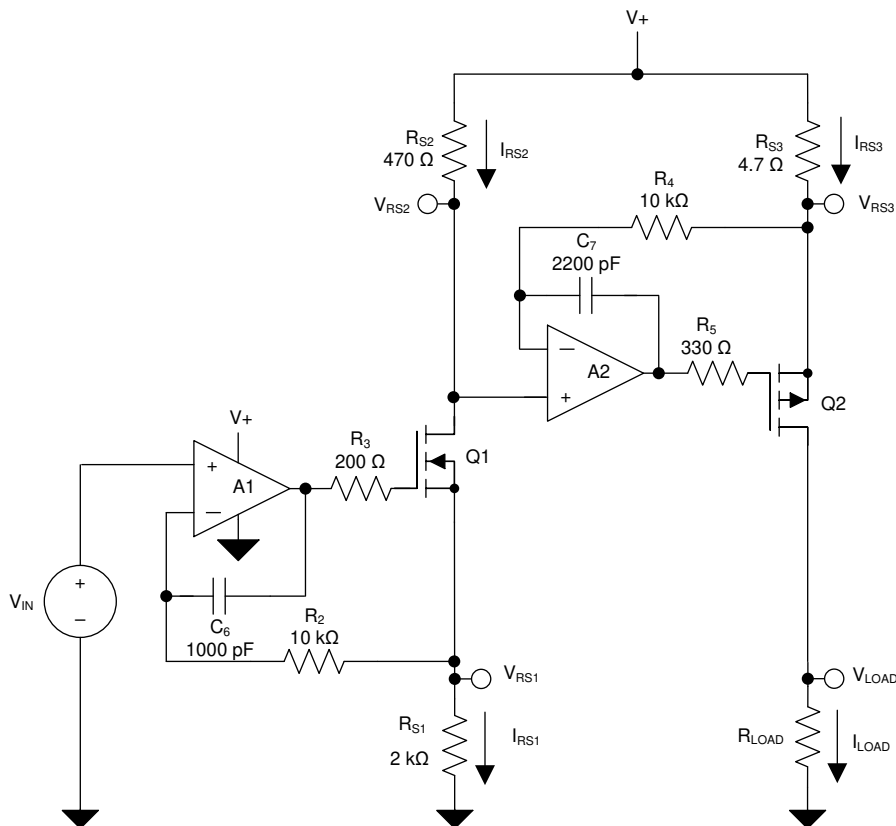 V+
RS2
470 Ω
IRS2
RS3
4.7 Ω
IRS3
VRS2
R4
10 kΩ
VRS3
C7
2200 pF
R5
330 Ω
–
A2
+
Q2
V+
R3
200 Ω
Q1
+
A1
–
VIN
+
–
C6
1000 pF
R2
10 kΩ
VRS1
VLOAD
RS1
2 kΩ
IRS1
RLOAD
ILOAD